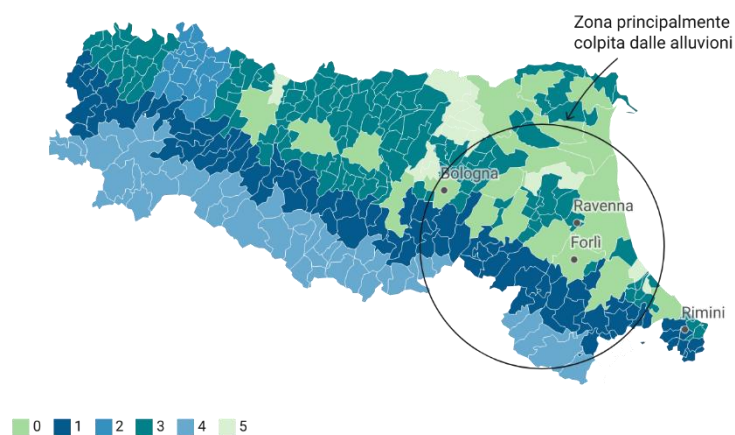 Zona principalmente
colpita dalle alluvioni
Bologna
Ravenna
Forlì
Rimini
0 1 2 3 4 5